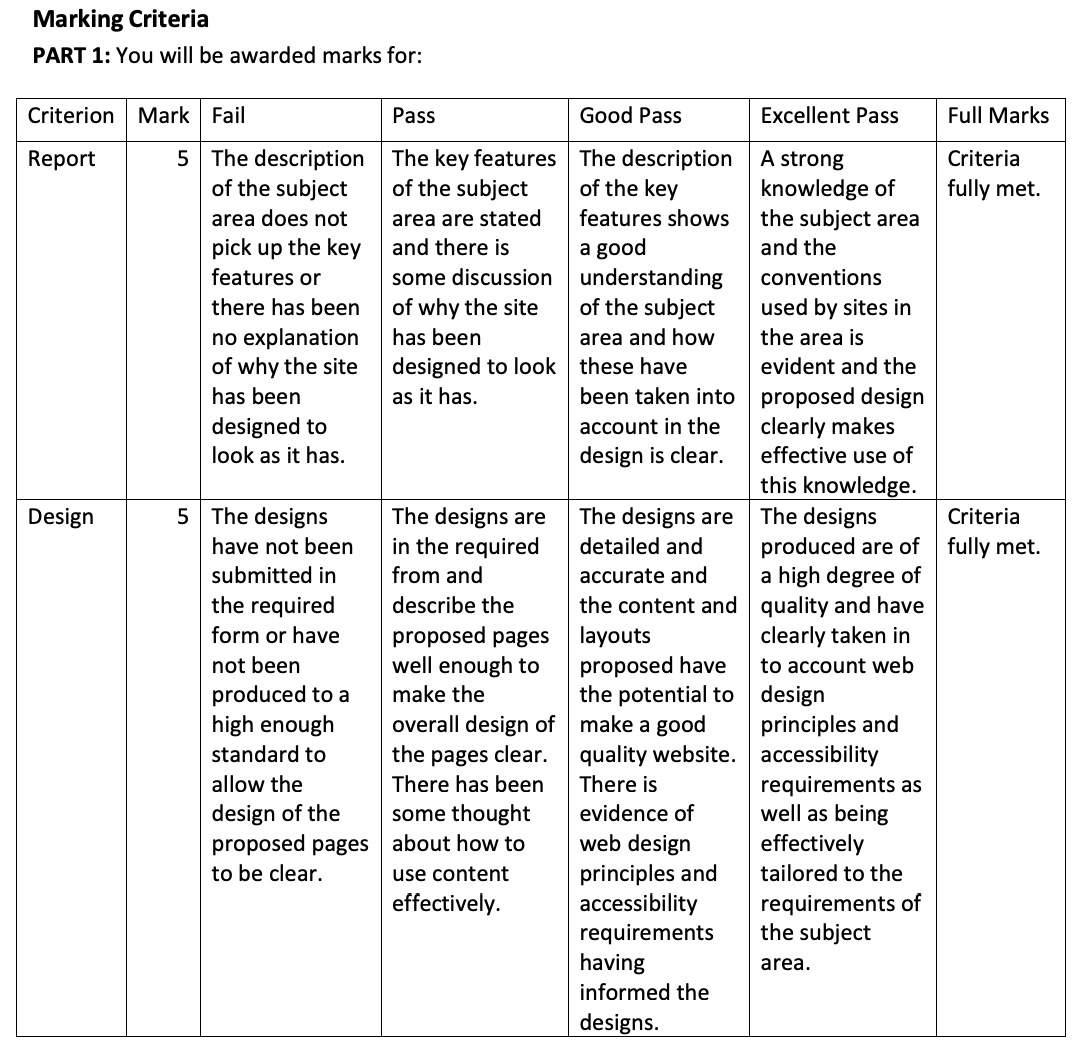 Marking Criteria
PART 1: You will be awarded marks for:
Criterion Mark Fail Pass Good Pass Excellent Pass Full Marks
Report 5
The description
of the subject
area does not
pick up the key
features or
there has been
no explanation
of why the site
has been
designed to
look as it has.
The key features
of the subject
area are stated
and there is
some discussion
of why the site
has been
designed to look
as it has.
The description
of the key
features shows
a good
understanding
of the subject
area and how
these have
been taken into
account in the
design is clear.
A strong
knowledge of
the subject area
and the
conventions
used by sites in
the area is
evident and the
proposed design
clearly makes
effective use of
this knowledge.
Criteria
fully met.
Design 5
The designs
have not been
submitted in
the required
form or have
not been
produced to a
high enough
standard to
allow the
design of the
proposed pages
to be clear.
The designs are
in the required
from and
describe the
proposed pages
well enough to
make the
overall design of
the pages clear.
There has been
some thought
about how to
use content
effectively.
The designs are
detailed and
accurate and
the content and
layouts
proposed have
the potential to
make a good
quality website.
There is
evidence of
web design
principles and
accessibility
requirements
having
informed the
designs.
The designs
produced are of
a high degree of
quality and have
clearly taken in
to account web
design
principles and
accessibility
requirements as
well as being
effectively
tailored to the
requirements of
the subject
area.
Criteria
fully met.